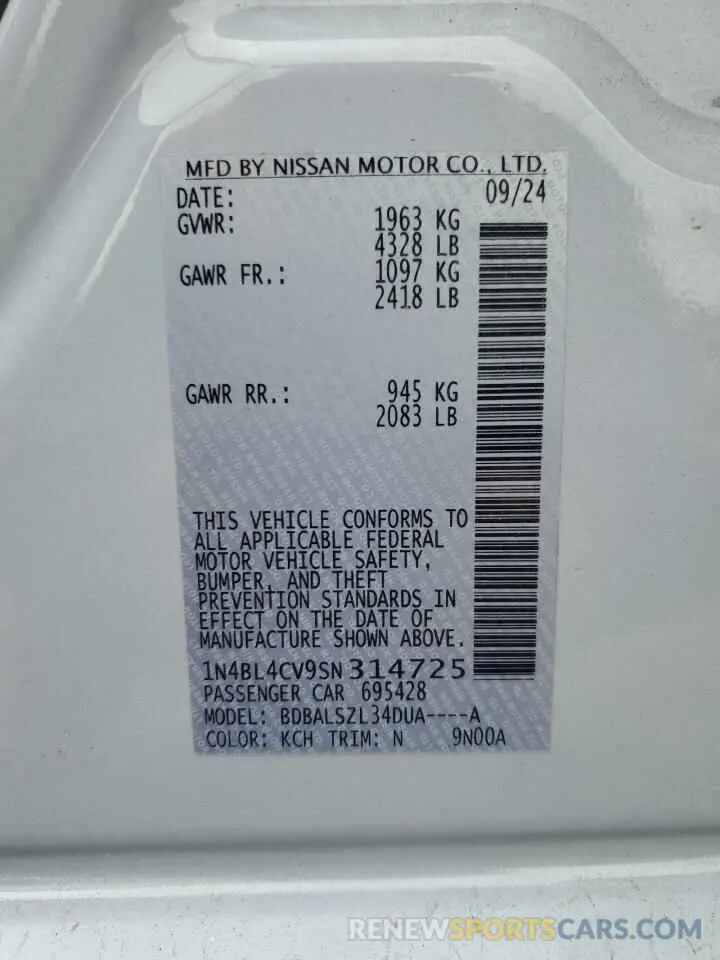 MFD BY NISSAN MOTOR CO., LTD.
DATE: 09/24
GVWR: 1963 KG
4328 LB
GAWR FR.: 1097 KG
2418 LB
GAWR RR.: 945 KG
2083 LB
THIS VEHICLE CONFORMS TO
ALL APPLICABLE FEDERAL
MOTOR VEHICLE SAFETY,
BUMPER, AND THEFT
PREVENTION STANDARDS IN
EFFECT ON THE DATE OF
MANUFACTURE SHOWN ABOVE.
1N4BL4CV9SN314725
PASSENGER CAR 695428
MODEL: BDBALSZL34DUA----A
COLOR: KCH TRIM: N 9N00A
RENEWSPORTSCARS.COM